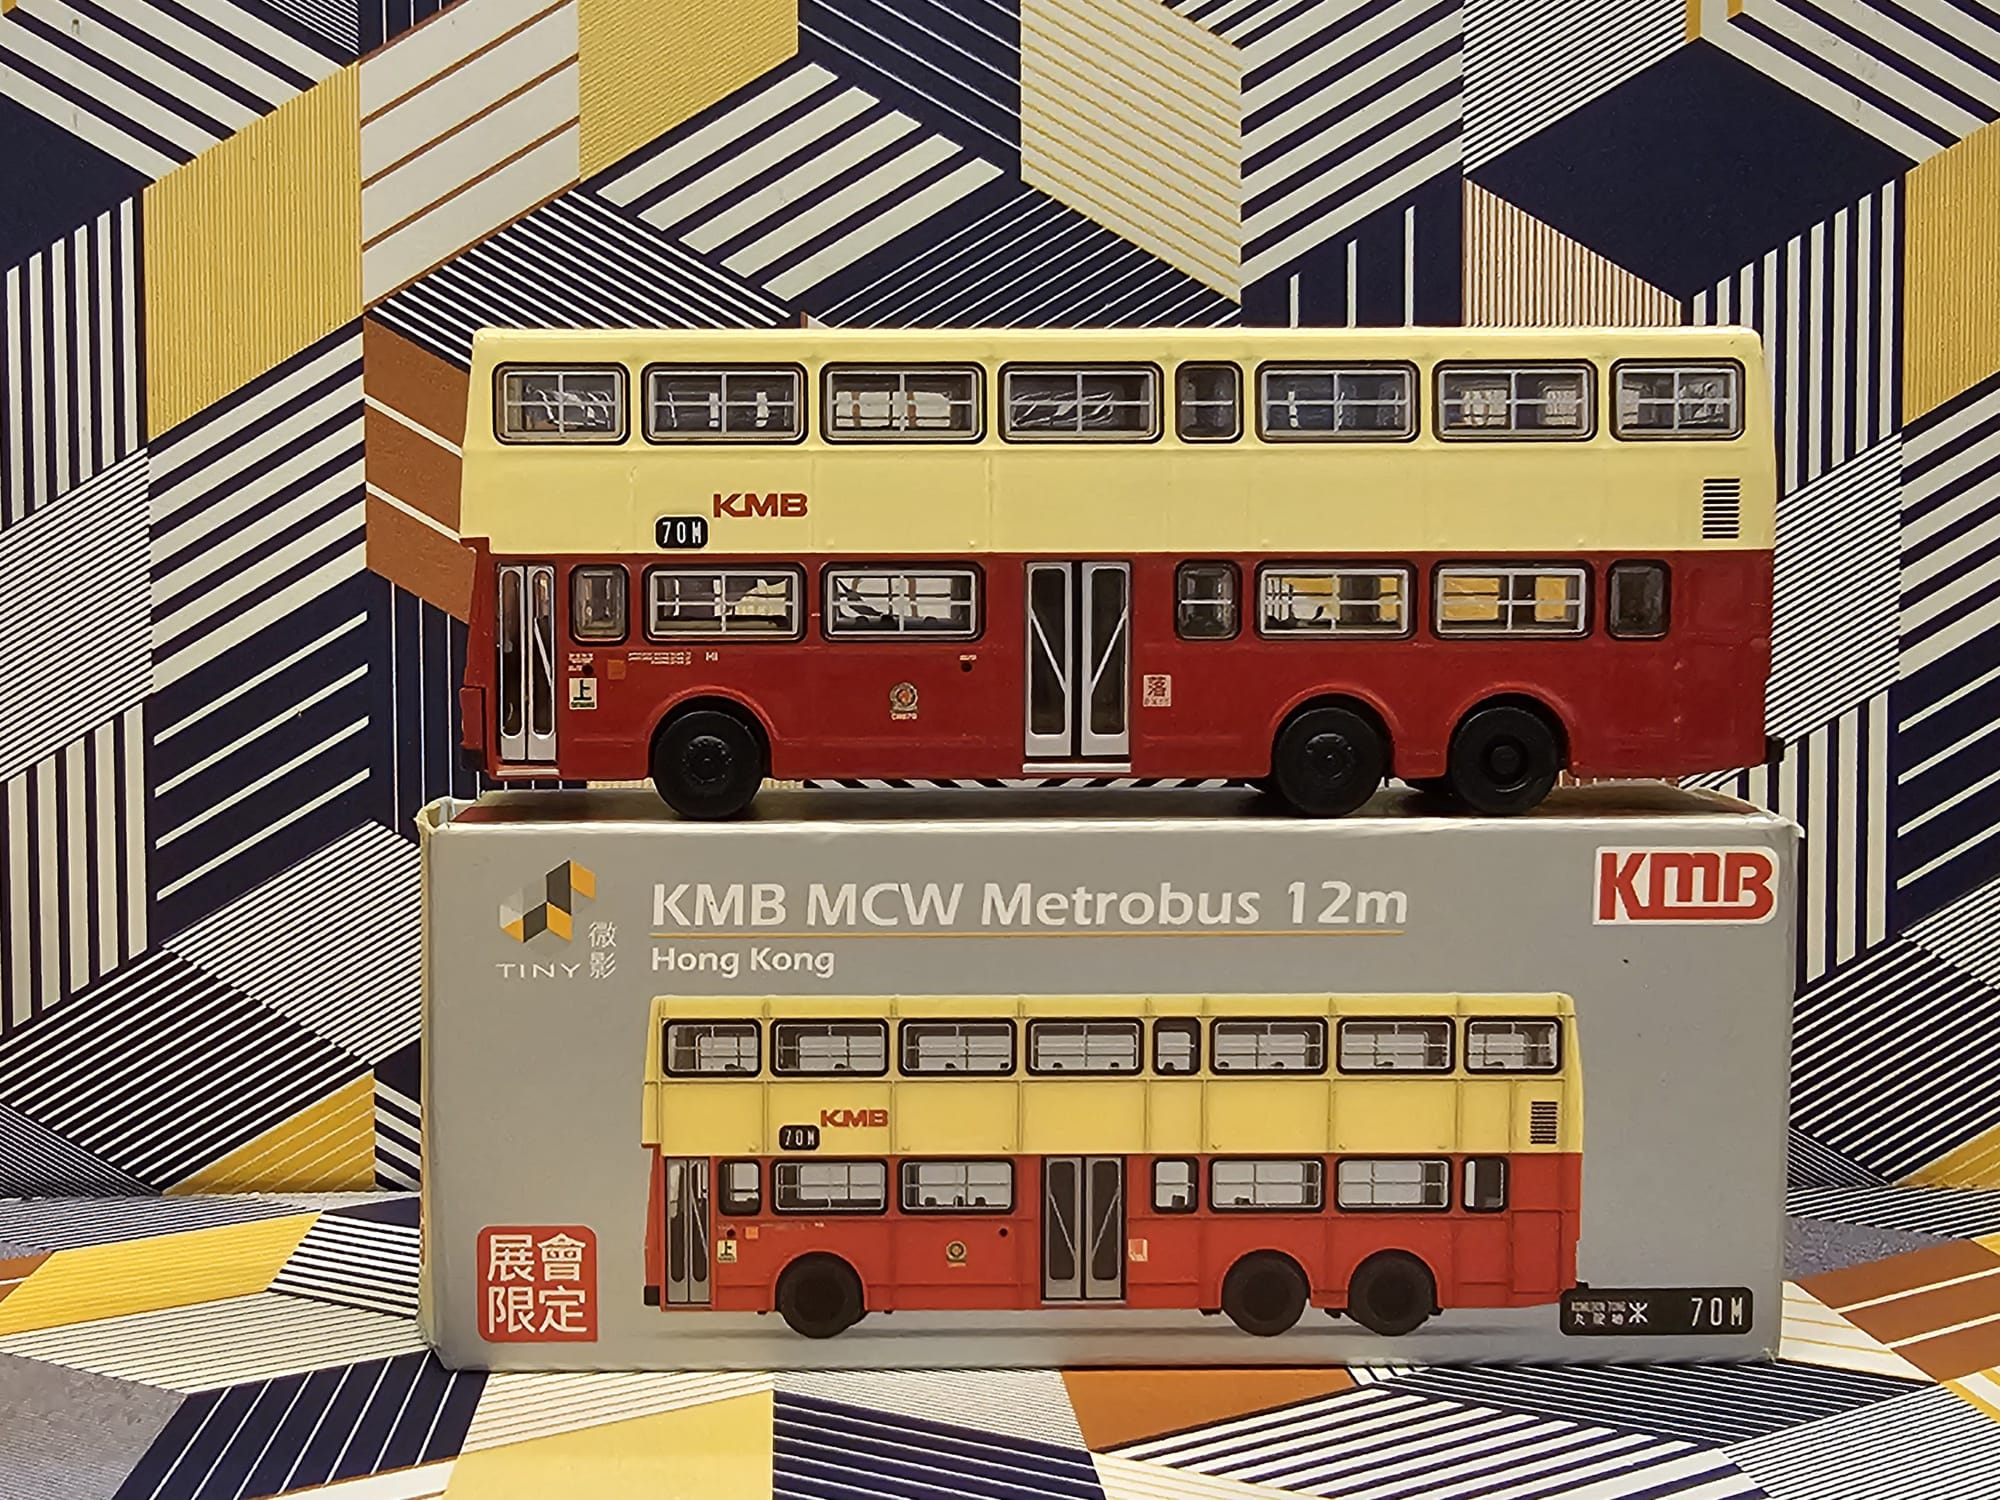 KMB
70M
上
落
TINY 微影
KMB MCW Metrobus 12m
Hong Kong
KMB
KMB
70M
上
展會
限定
70M